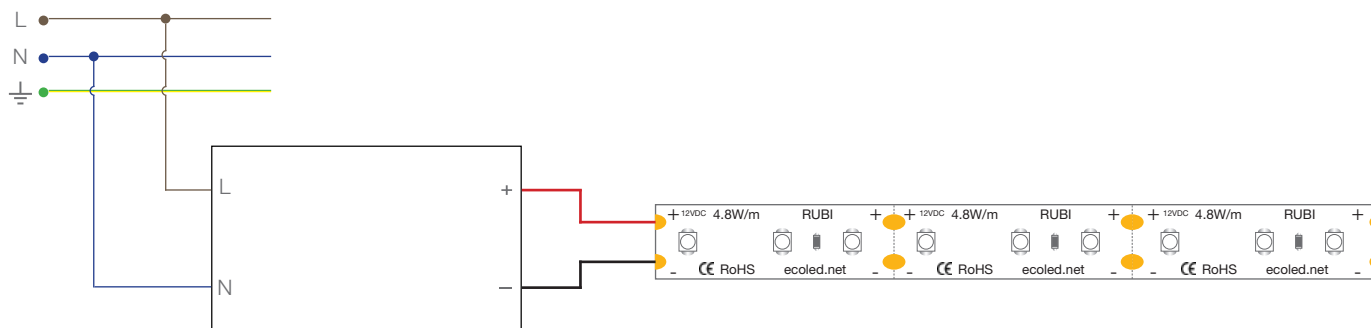 L
N
L +
N –
+ 12VDC 4.8W/m RUBI + + 12VDC 4.8W/m RUBI + + 12VDC 4.8W/m RUBI +
- CE RoHS ecoled.net - - CE RoHS ecoled.net - - CE RoHS ecoled.net -